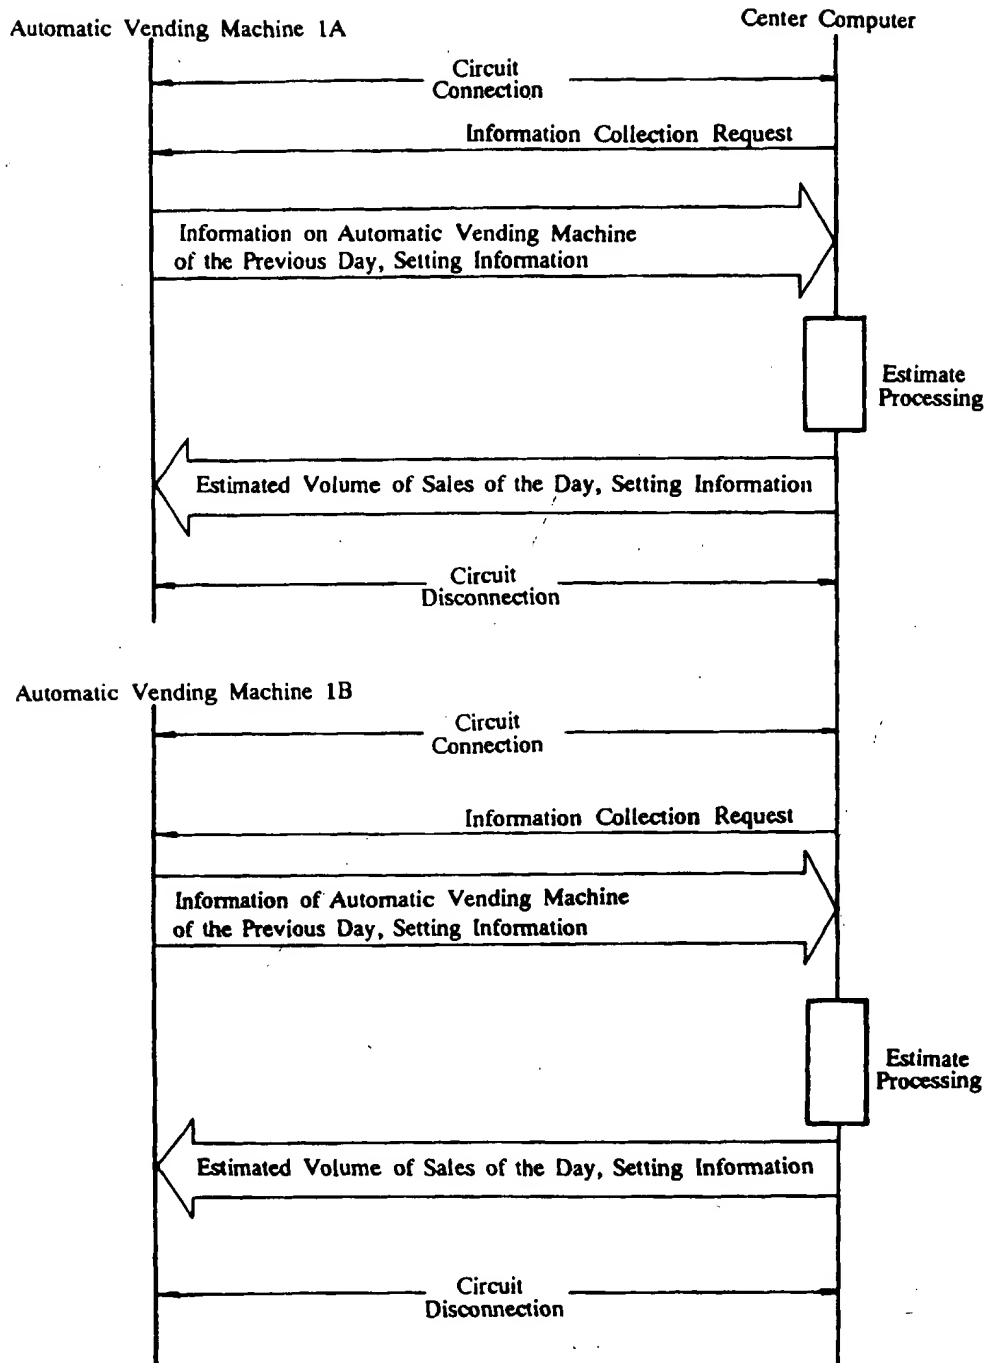 Automatic Vending Machine 1A
Center Computer
Circuit
Connection
Information Collection Request
Information on Automatic Vending Machine
of the Previous Day, Setting Information
Estimate
Processing
Estimated Volume of Sales of the Day, Setting Information
Circuit
Disconnection
Automatic Vending Machine 1B
Circuit
Connection
Information Collection Request
Information of Automatic Vending Machine
of the Previous Day, Setting Information
Estimate
Processing
Estimated Volume of Sales of the Day, Setting Information
Circuit
Disconnection